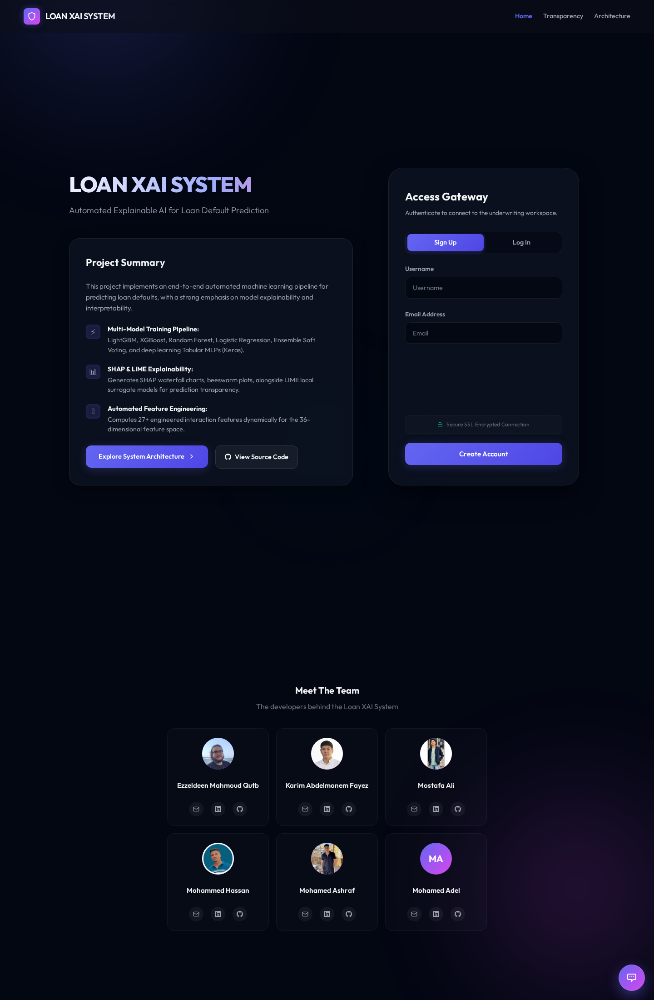 LOAN XAI SYSTEM
Home
Transparency
Architecture
LOAN XAI SYSTEM
Automated Explainable AI for Loan Default Prediction
Project Summary
This project implements an end-to-end automated machine learning pipeline for
predicting loan defaults, with a strong emphasis on model explainability and
interpretability.
Multi-Model Training Pipeline:
LightGBM, XGBoost, Random Forest, Logistic Regression, Ensemble Soft
Voting, and deep learning Tabular MLPs (Keras).
SHAP & LIME Explainability:
Generates SHAP waterfall charts, beeswarm plots, alongside LIME local
surrogate models for prediction transparency.
Automated Feature Engineering:
Computes 27+ engineered interaction features dynamically for the 36-
dimensional feature space.
Explore System Architecture
View Source Code
Access Gateway
Authenticate to connect to the underwriting workspace.
Sign Up
Log In
Username
Username
Email Address
Email
Secure SSL Encrypted Connection
Create Account
Meet The Team
The developers behind the Loan XAI System
Ezzeldeen Mahmoud Qutb
Karim Abdelmonem Fayez
Mostafa Ali
MA
Mohammed Hassan
Mohamed Ashraf
Mohamed Adel